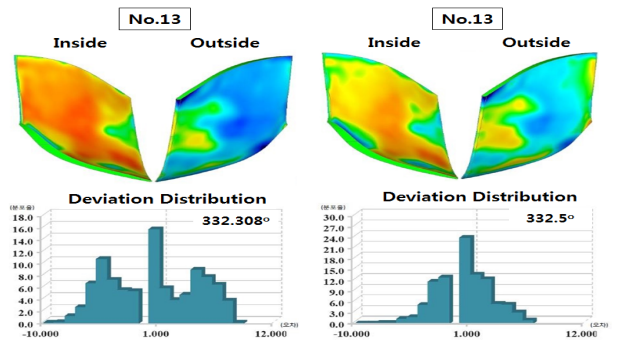 No.13
Inside Outside
Deviation Distribution
(분포율)
332.308°
18.0
16.0
14.0
12.0
10.0
8.0
6.0
4.0
2.0
0.0
-10.000 1.000 12.000
(오차)
No.13
Inside Outside
Deviation Distribution
(분포율)
332.5°
30.0
27.0
24.0
21.0
18.0
15.0
12.0
9.0
6.0
3.0
0.0
-10.000 1.000 12.000
(오차)